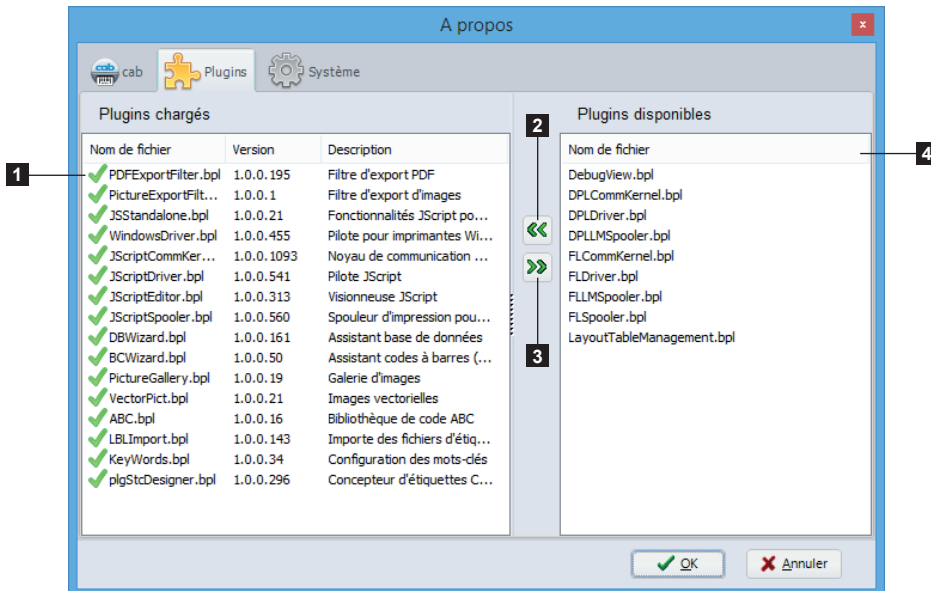 A propos
x
cab Plugins Système
Plugins chargés
Plugins disponibles
2
Nom de fichier Version Description
Nom de fichier
4
1
PDFExportFilter.bpl 1.0.0.195 Filtre d'export PDF
PictureExportFilt... 1.0.0.1 Filtre d'export d'images
JSStandalone.bpl 1.0.0.21 Fonctionnalités JScript po...
WindowsDriver.bpl 1.0.0.455 Pilote pour imprimantes Wi...
JScriptCommKer... 1.0.0.1093 Noyau de communication ...
JScriptDriver.bpl 1.0.0.541 Pilote JScript
JScriptEditor.bpl 1.0.0.313 Visionneuse JScript
JScriptSpooler.bpl 1.0.0.560 Spouleur d'impression pou...
DBWizard.bpl 1.0.0.161 Assistant base de données
BCWizard.bpl 1.0.0.50 Assistant codes à barres (...
PictureGallery.bpl 1.0.0.19 Galerie d'images
VectorPict.bpl 1.0.0.21 Images vectorielles
ABC.bpl 1.0.0.16 Bibliothèque de code ABC
LBLImport.bpl 1.0.0.143 Importe des fichiers d'étiq...
KeyWords.bpl 1.0.0.34 Configuration des mots-clés
plgStcDesigner.bpl 1.0.0.296 Concepteur d'étiquettes C...
3
DebugView.bpl
DPLCommKernel.bpl
DPLDriver.bpl
DPLLMSpooler.bpl
FLCommKernel.bpl
FLDriver.bpl
FLLMSpooler.bpl
FLSpooler.bpl
LayoutTableManagement.bpl
OK
Annuler